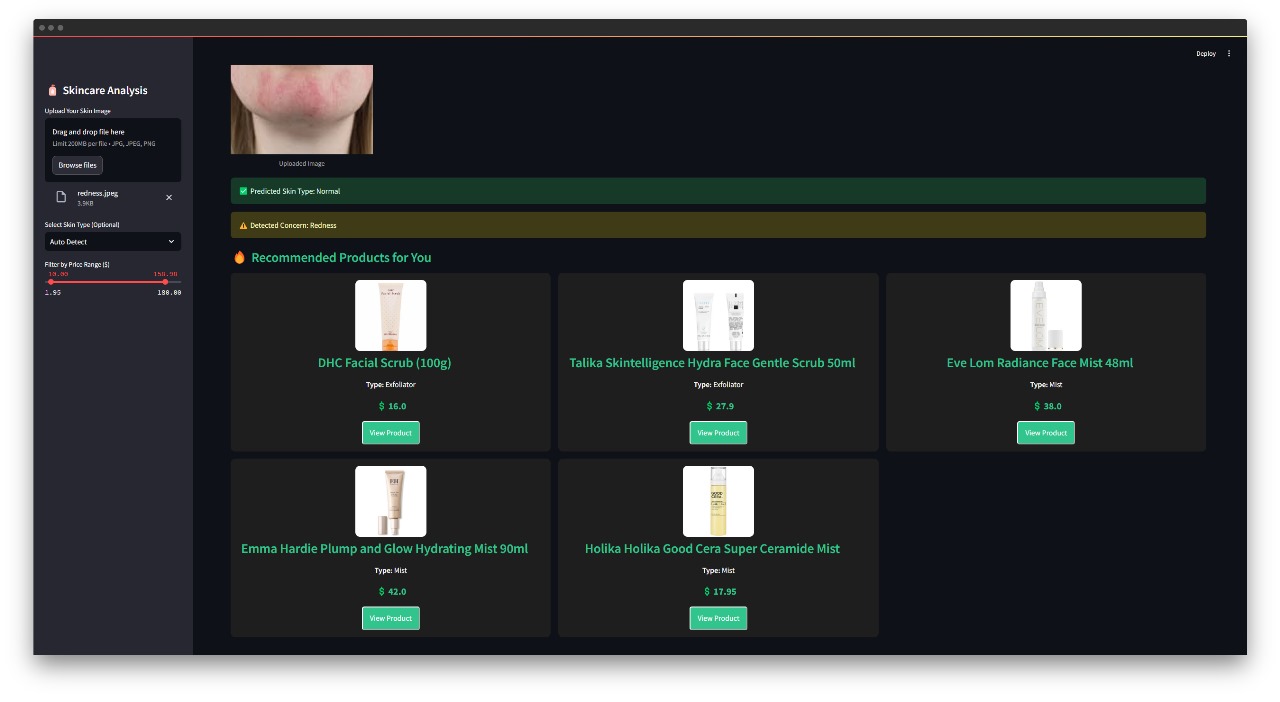 Deploy
Skincare Analysis
Upload Your Skin Image
Drag and drop file here
Limit 200MB per file • JPG, JPEG, PNG
Browse files
redness.jpeg
3.9KB
Select Skin Type (Optional)
Auto Detect
Filter by Price Range ($)
10.00 158.98
1.95 180.00
Uploaded Image
Predicted Skin Type: Normal
Detected Concern: Redness
Recommended Products for You
DHC Facial Scrub (100g)
Type: Exfoliator
$ 16.0
View Product
Talika Skintelligence Hydra Face Gentle Scrub 50ml
Type: Exfoliator
$ 27.9
View Product
Eve Lom Radiance Face Mist 48ml
Type: Mist
$ 38.0
View Product
Emma Hardie Plump and Glow Hydrating Mist 90ml
Type: Mist
$ 42.0
View Product
Holika Holika Good Cera Super Ceramide Mist
Type: Mist
$ 17.95
View Product